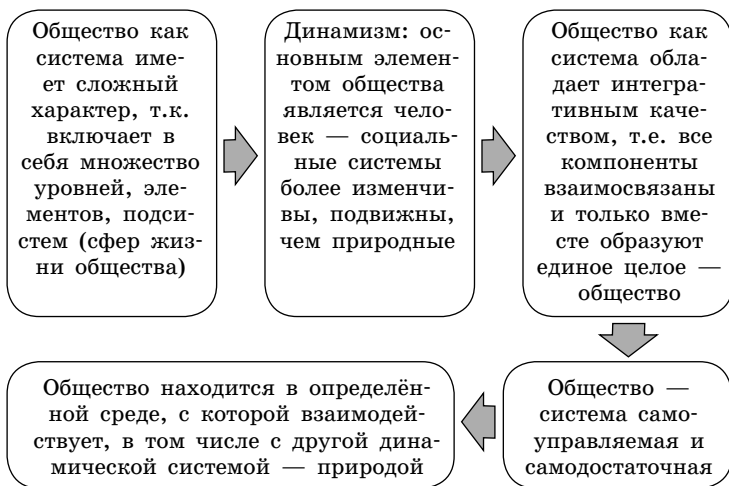 Общество как
система име-
ет сложный
характер, т.к.
включает в
себя множество
уровней, эле-
ментов, подси-
стем (сфер жиз-
ни общества)
Динамизм: ос-
новным элемен-
том общества
является чело-
век — социаль-
ные системы
более изменчи-
вы, подвижны,
чем природные
Общество как
система обла-
дает интегра-
тивным каче-
ством, т.е. все
компоненты
взаимосвязаны
и только вме-
сте образуют
единое целое —
общество
Общество —
система само-
управляемая и
самодостаточная
Общество находится в определён-
ной среде, с которой взаимодей-
ствует, в том числе с другой дина-
мической системой — природой